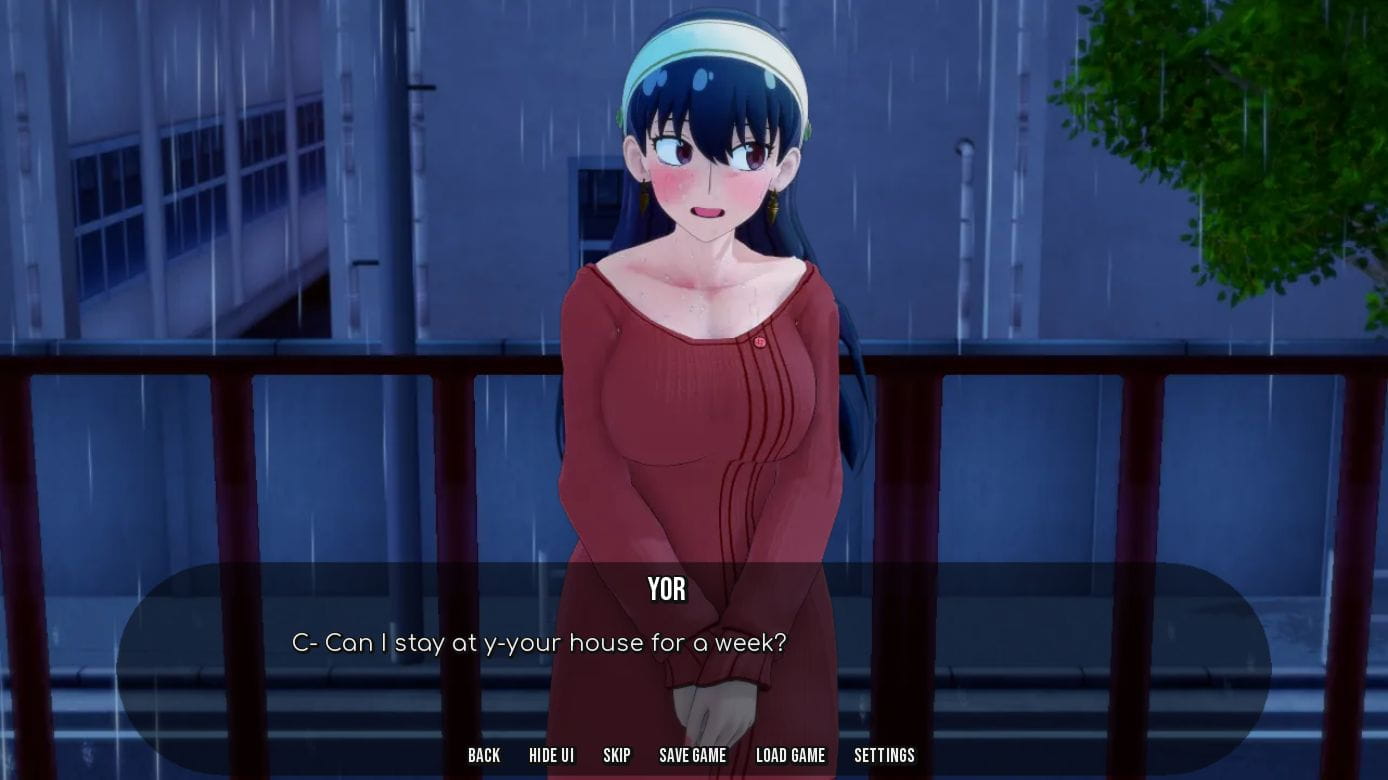 YOR
C- Can I stay at y-your house for a week?
BACK HIDE UI SKIP SAVE GAME LOAD GAME SETTINGS